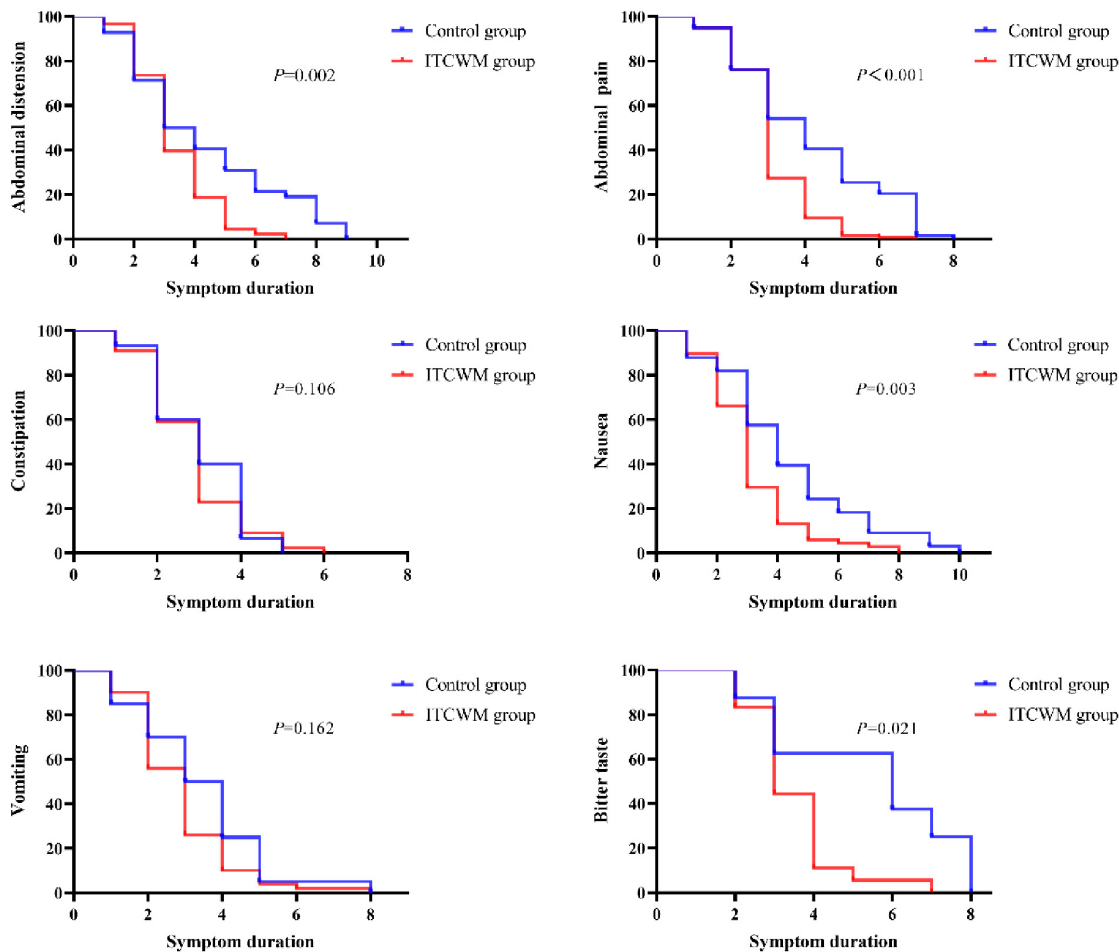 Abdominal distension
100
80
60
40
20
0
0 2 4 6 8 10
Symptom duration
P=0.002
Control group
ITCWM group
Abdominal pain
100
80
60
40
20
0
0 2 4 6 8
Symptom duration
P<0.001
Control group
ITCWM group
Constipation
100
80
60
40
20
0
0 2 4 6 8
Symptom duration
P=0.106
Control group
ITCWM group
Nausea
100
80
60
40
20
0
0 2 4 6 8 10
Symptom duration
P=0.003
Control group
ITCWM group
Vomiting
100
80
60
40
20
0
0 2 4 6 8
Symptom duration
P=0.162
Control group
ITCWM group
Bitter taste
100
80
60
40
20
0
0 2 4 6 8
Symptom duration
P=0.021
Control group
ITCWM group